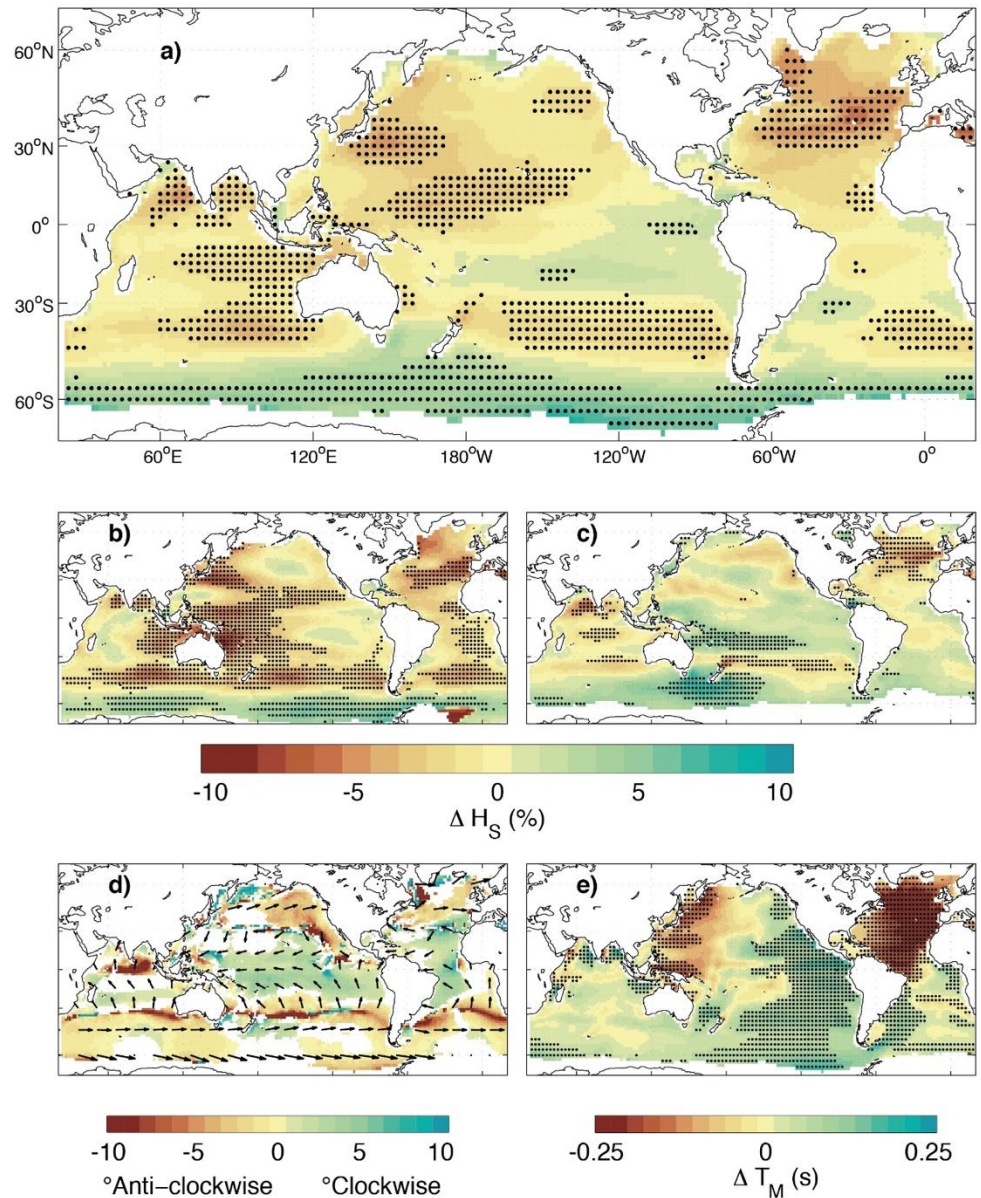 a)
60°N
30°N
0°
30°S
60°S
60°E 120°E 180°W 120°W 60°W 0°
b) c)
-10 -5 0 5 10
Δ H_S (%)
d) e)
-10 -5 0 5 10
°Anti-clockwise °Clockwise
-0.25 0 0.25
Δ T_M (s)